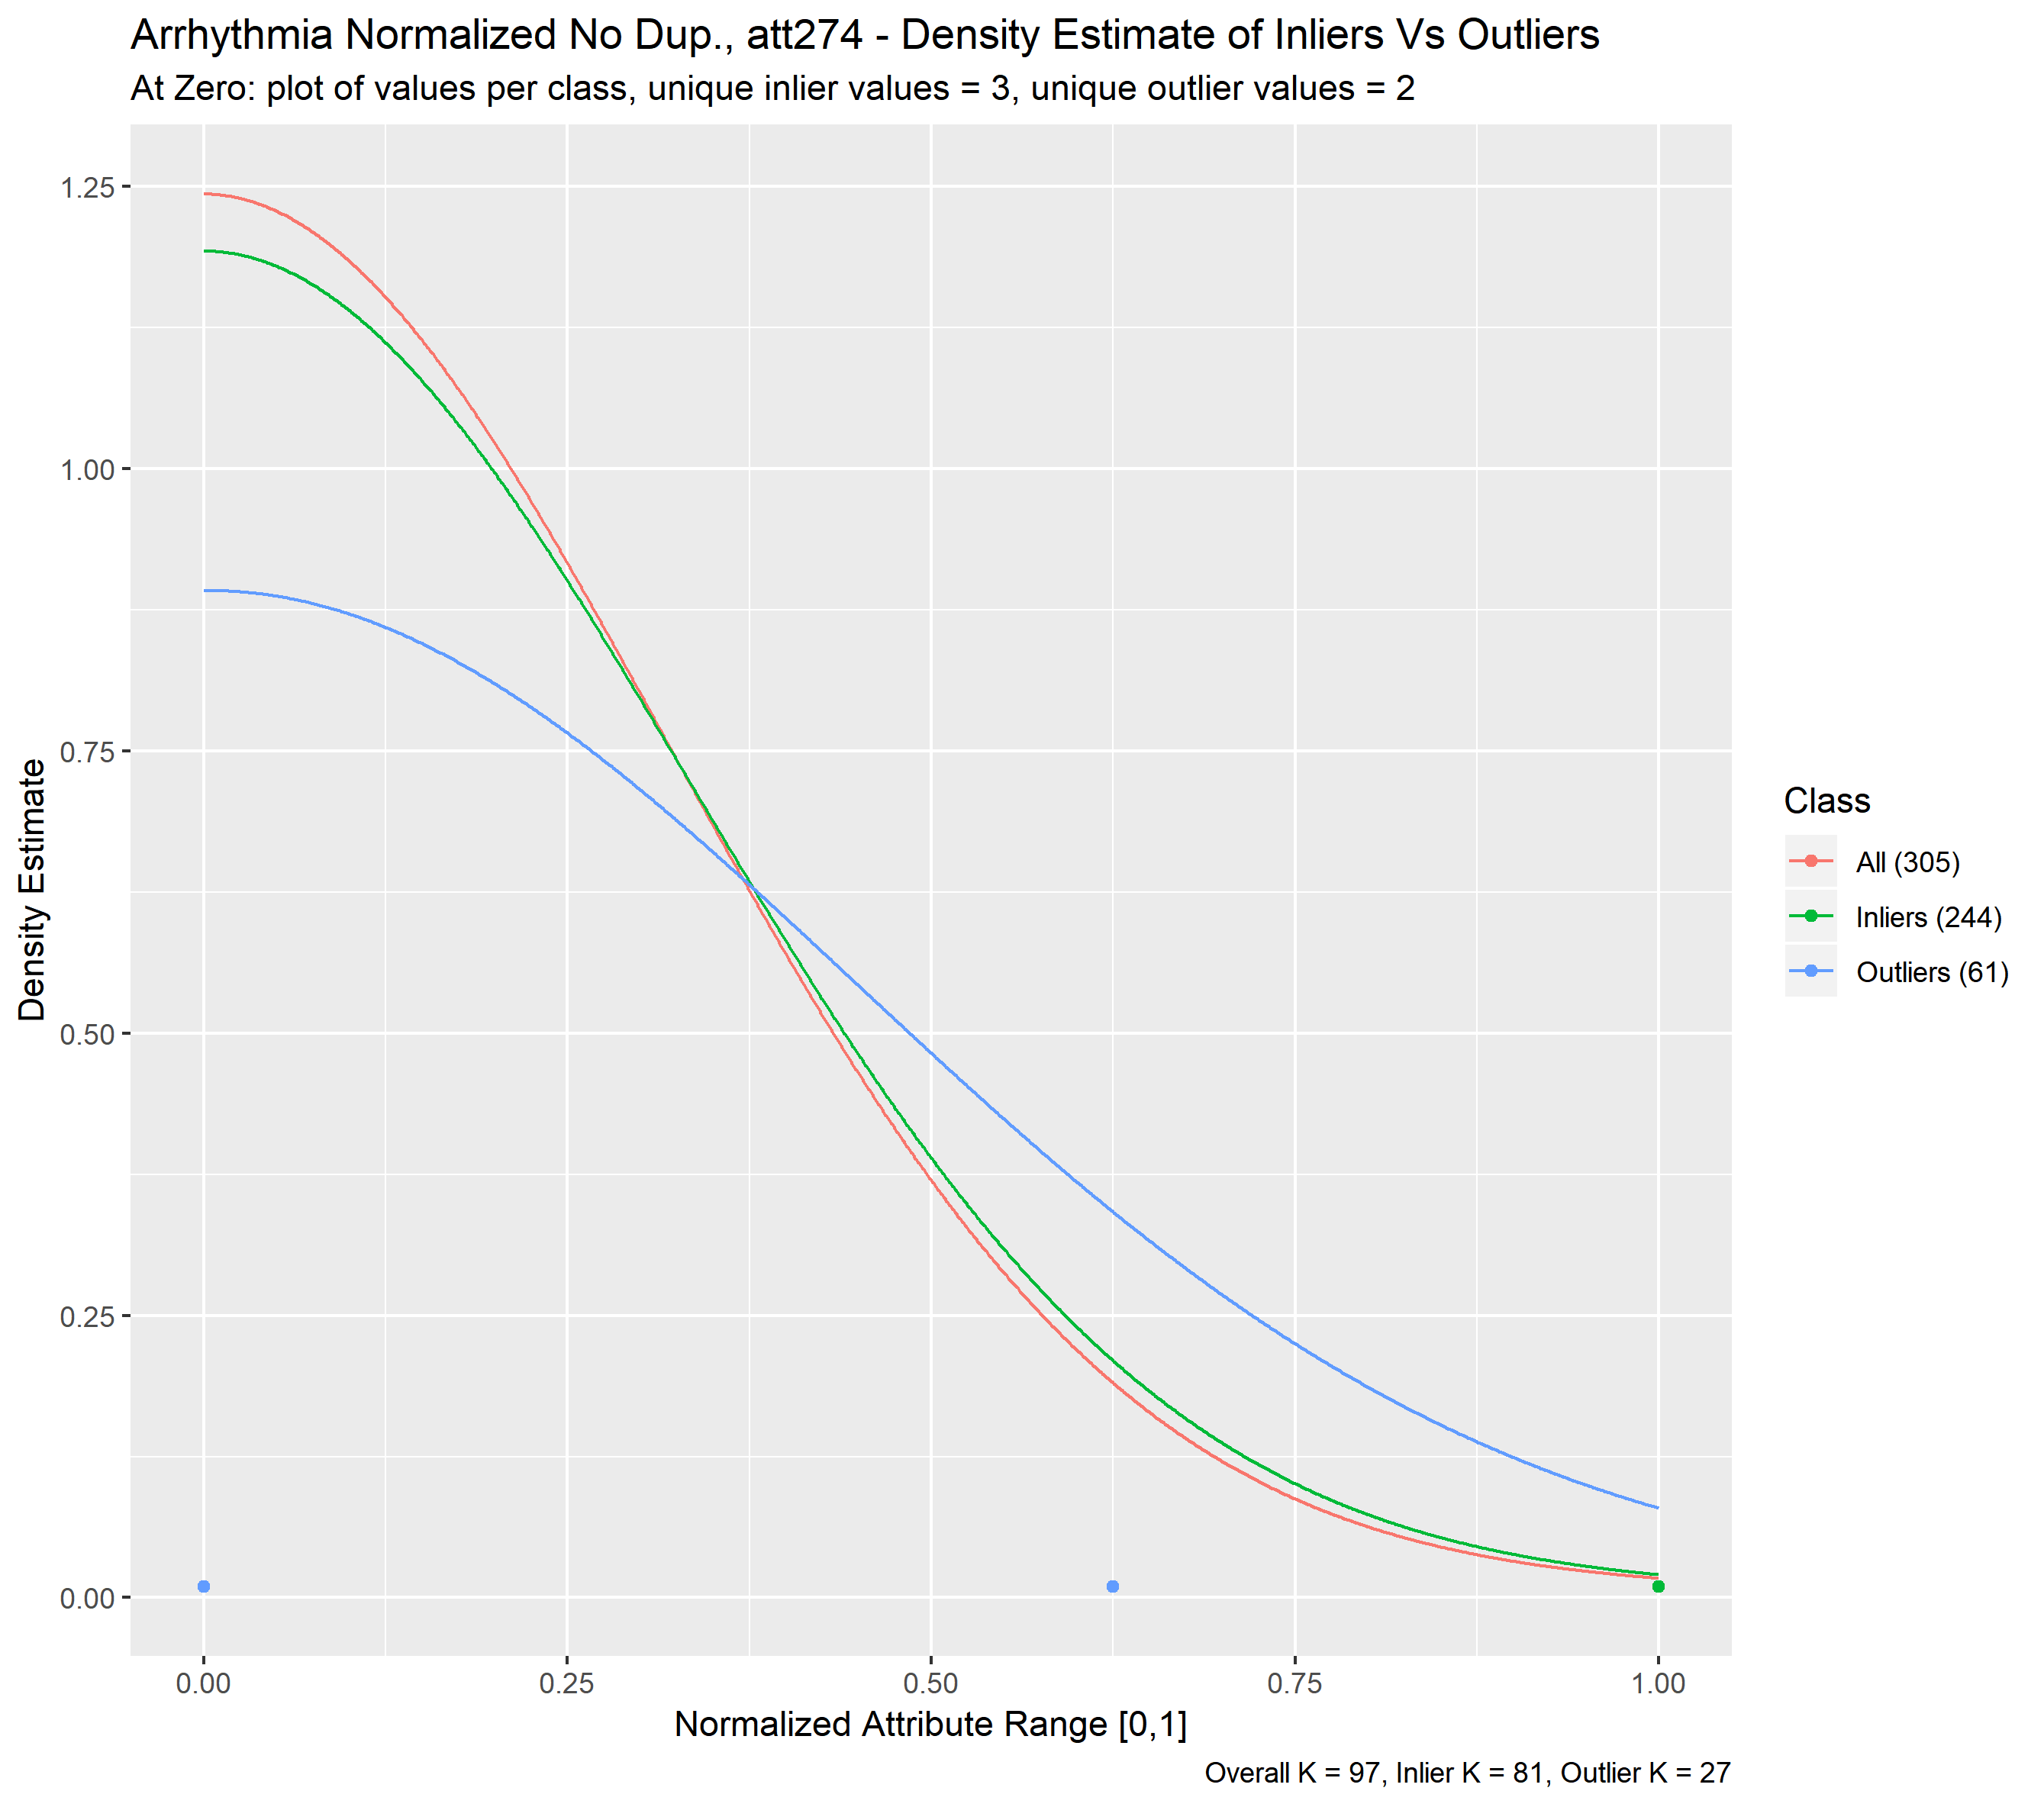 Arrhythmia Normalized No Dup., att274 - Density Estimate of Inliers Vs Outliers
At Zero: plot of values per class, unique inlier values = 3, unique outlier values = 2
1.25
1.00
0.75
0.50
0.25
0.00
Density Estimate
0.00 0.25 0.50 0.75 1.00
Normalized Attribute Range [0,1]
Class
All (305)
Inliers (244)
Outliers (61)
Overall K = 97, Inlier K = 81, Outlier K = 27